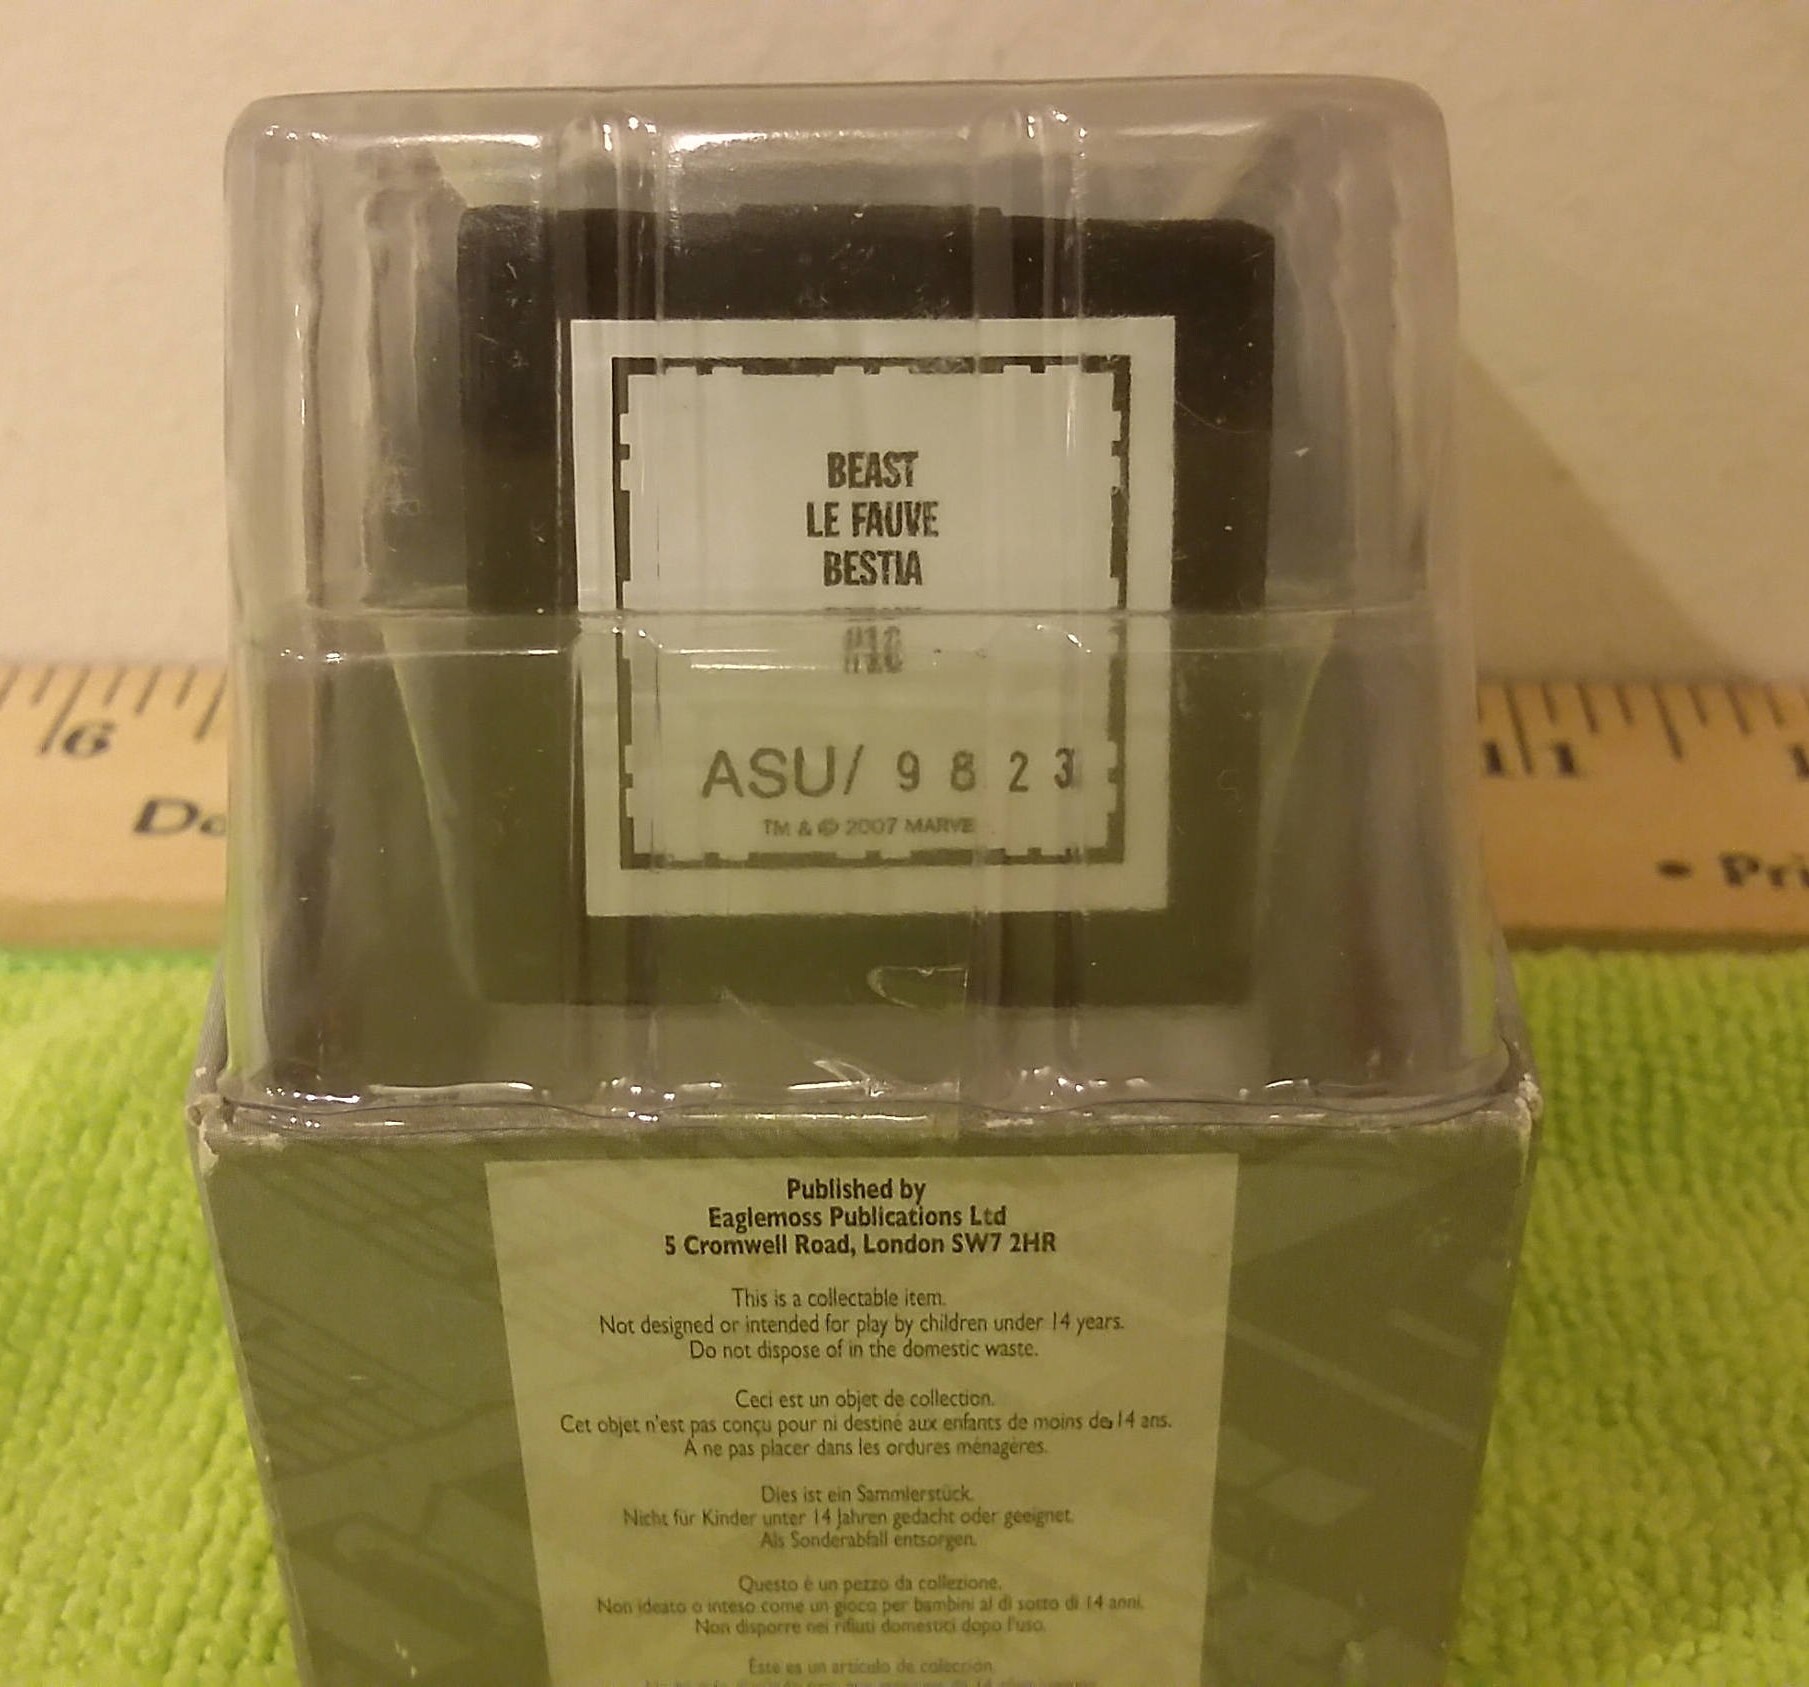 BEAST
LE FAUVE
BESTIA
ASU/ 9 8 2 3
TM & © 2007 MARVE
6
11
1
Published by
Eaglemoss Publications Ltd
5 Cromwell Road, London SW7 2HR
This is a collectable item.
Not designed or intended for play by children under 14 years.
Do not dispose of in the domestic waste.
Ceci est un objet de collection.
Cet objet n'est pas conçu pour ni destiné aux enfants de moins de 14 ans.
A ne pas placer dans les ordures ménagères.
Dies ist ein Sammlerstück.
Nicht für Kinder unter 14 Jahren gedacht oder geeignet.
Als Sonderabfall entsorgen.
Questo è un pezzo da collezione.
Non ideato o inteso come un gioco per bambini al di sotto di 14 anni.
Non disporre nei rifiuti domestici dopo l'uso.
Este es un artículo de colección